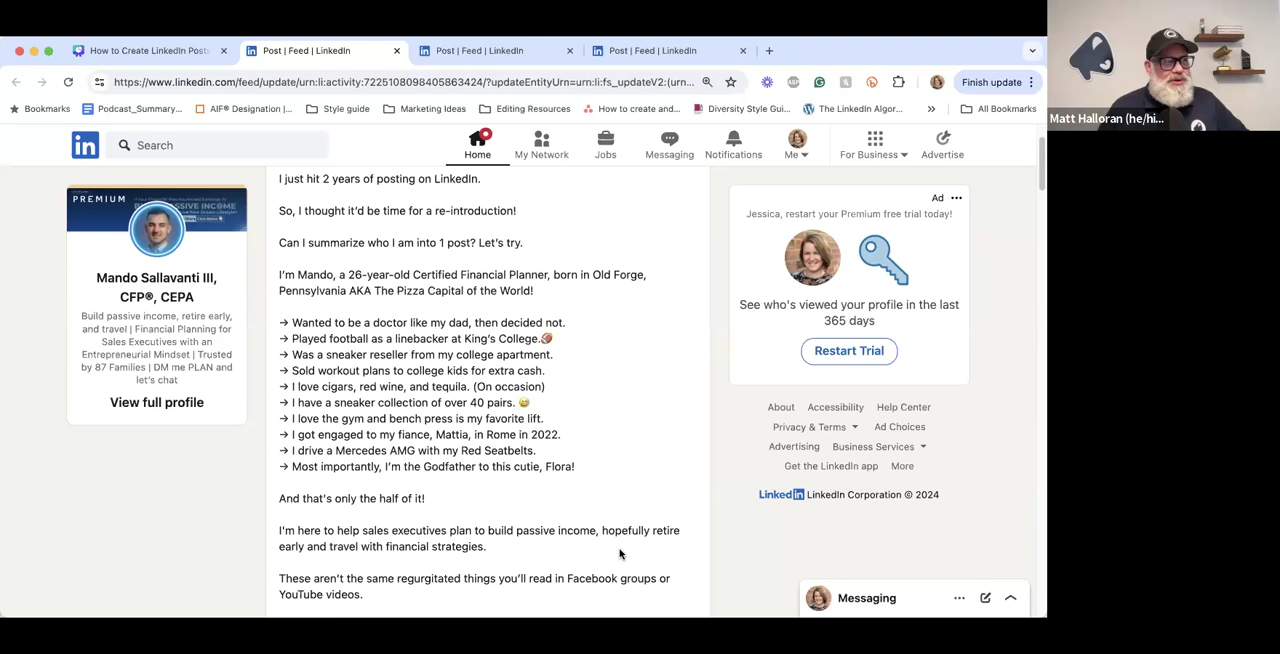 How to Create LinkedIn Post
Post | Feed | LinkedIn
Post | Feed | LinkedIn
Post | Feed | LinkedIn
https://www.linkedin.com/feed/update/urn:li:activity:7225108098405863424/?updateEntityUrn=urn:li:fs_updateV2:(urn...
Finish update
Bookmarks
Podcast_Summary...
AIF® Designation |...
Style guide
Marketing Ideas
Editing Resources
How to create and...
Diversity Style Gui...
The LinkedIn Algor...
»
All Bookmarks
Matt Halloran (he/hi...
in
Search
Home
My Network
Jobs
Messaging
Notifications
Me
For Business
Advertise
PREMIUM
Mando Sallavanti III,
CFP®, CEPA
Build passive income, retire early,
and travel | Financial Planning for
Sales Executives with an
Entrepreneurial Mindset | Trusted
by 87 Families | DM me PLAN and
let's chat
View full profile
I just hit 2 years of posting on LinkedIn.
So, I thought it'd be time for a re-introduction!
Can I summarize who I am into 1 post? Let's try.
I'm Mando, a 26-year-old Certified Financial Planner, born in Old Forge,
Pennsylvania AKA The Pizza Capital of the World!
→ Wanted to be a doctor like my dad, then decided not.
→ Played football as a linebacker at King's College.🏈
→ Was a sneaker reseller from my college apartment.
→ Sold workout plans to college kids for extra cash.
→ I love cigars, red wine, and tequila. (On occasion)
→ I have a sneaker collection of over 40 pairs. 😅
→ I love the gym and bench press is my favorite lift.
→ I got engaged to my fiance, Mattia, in Rome in 2022.
→ I drive a Mercedes AMG with my Red Seatbelts.
→ Most importantly, I'm the Godfather to this cutie, Flora!
And that's only the half of it!
I'm here to help sales executives plan to build passive income, hopefully retire
early and travel with financial strategies.
These aren't the same regurgitated things you'll read in Facebook groups or
YouTube videos.
Ad ...
Jessica, restart your Premium free trial today!
See who's viewed your profile in the last
365 days
Restart Trial
About Accessibility Help Center
Privacy & Terms Ad Choices
Advertising Business Services
Get the LinkedIn app More
LinkedIn LinkedIn Corporation © 2024
Messaging